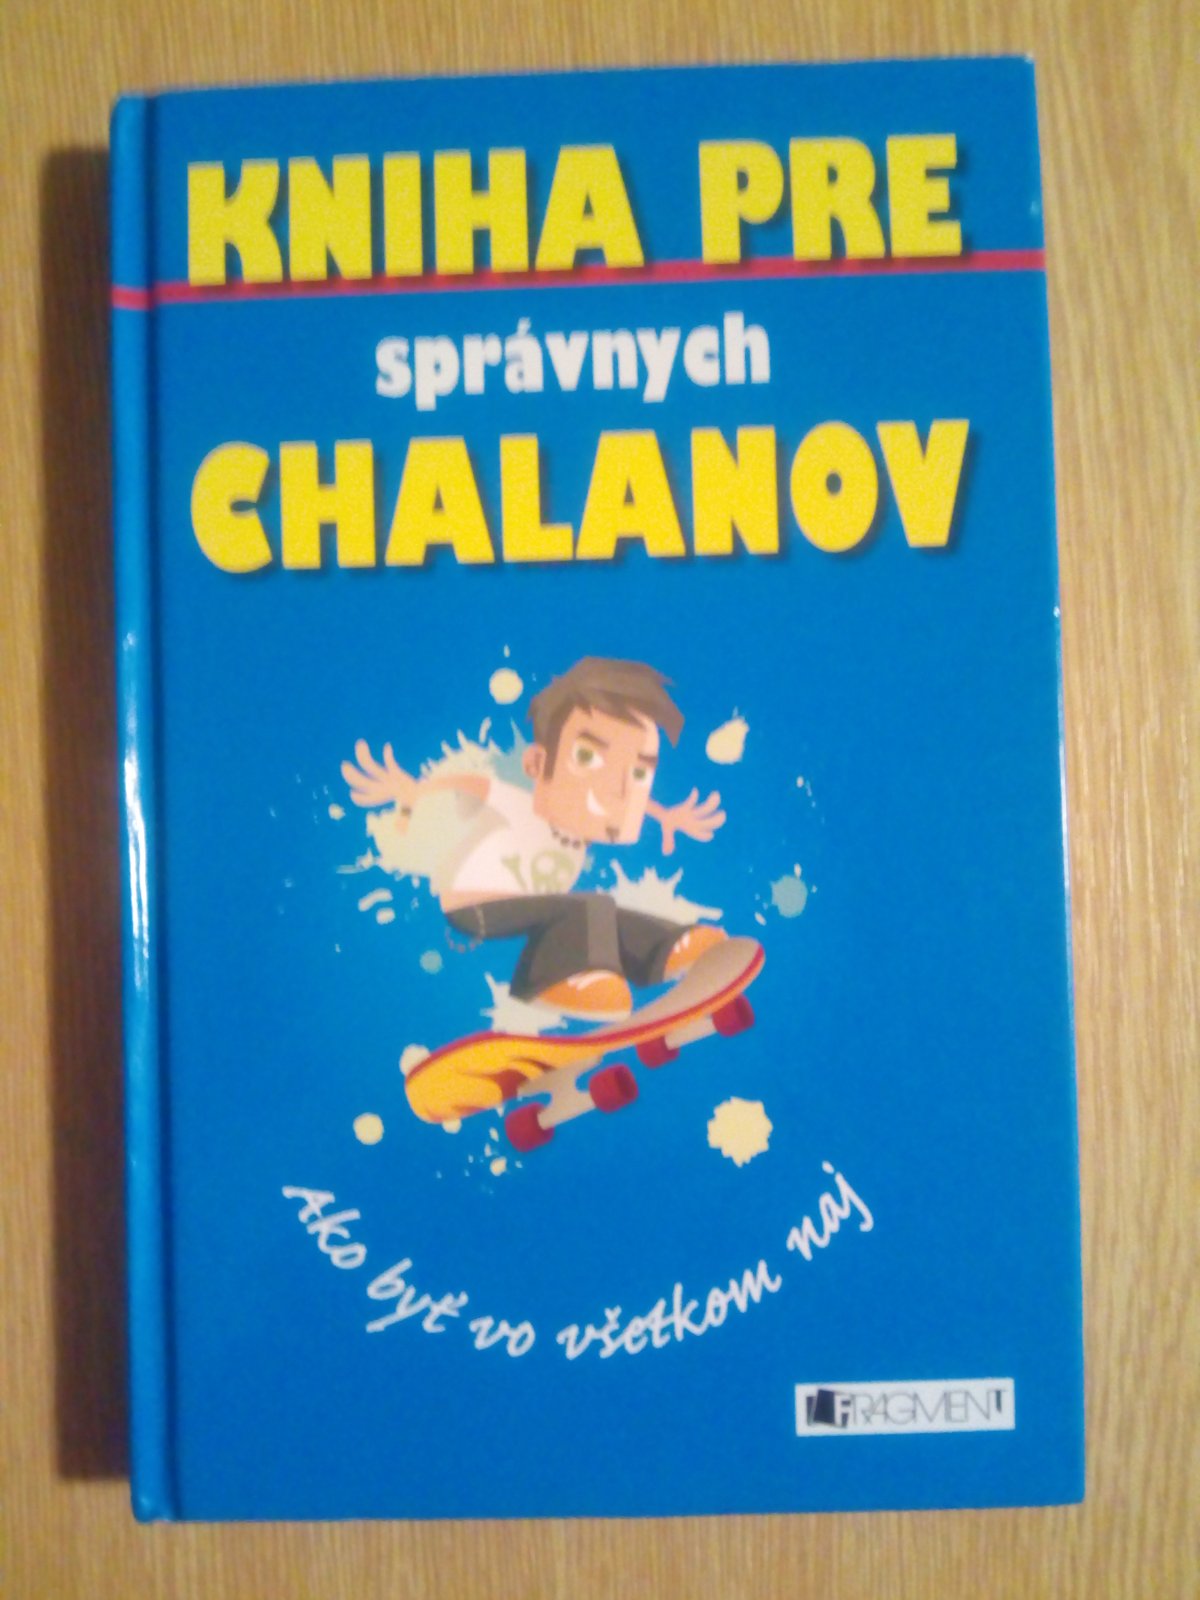 KNIHA PRE
správnych
CHALANOV
Ako byť vo všetkom naj
FRAGMENT